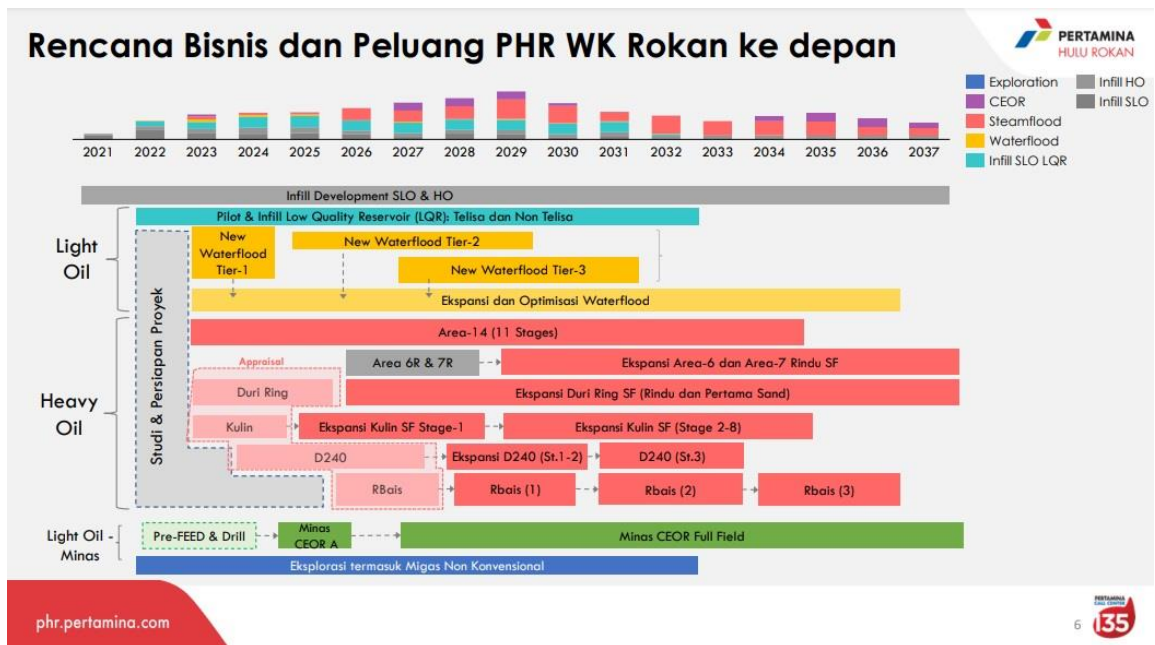 Rencana Bisnis dan Peluang PHR WK Rokan ke depan
PERTAMINA
HULU ROKAN
Exploration
Infill HO
CEOR
Infill SLO
Steamflood
Waterflood
Infill SLO LQR
2021 2022 2023 2024 2025 2026 2027 2028 2029 2030 2031 2032 2033 2034 2035 2036 2037
Infill Development SLO & HO
Light
Oil
Pilot & Infill Low Quality Reservoir (LQR): Telisa dan Non Telisa
New
Waterflood
Tier-1
New Waterflood Tier-2
New Waterflood Tier-3
Ekspansi dan Optimisasi Waterflood
Studi & Persiapan Proyek
Heavy
Oil
Area-14 (11 Stages)
Appraisal
Area 6R & 7R
Ekspansi Area-6 dan Area-7 Rindu SF
Duri Ring
Ekspansi Duri Ring SF (Rindu dan Pertama Sand)
Kulin
Ekspansi Kulin SF Stage-1
Ekspansi Kulin SF (Stage 2-8)
D240
Ekspansi D240 (St.1-2)
D240 (St.3)
RBais
Rbais (1)
Rbais (2)
Rbais (3)
Light Oil -
Minas
Pre-FEED & Drill
Minas
CEOR A
Minas CEOR Full Field
Eksplorasi termasuk Migas Non Konvensional
phr.pertamina.com
6
PERTAMINA
CALL CENTER
135